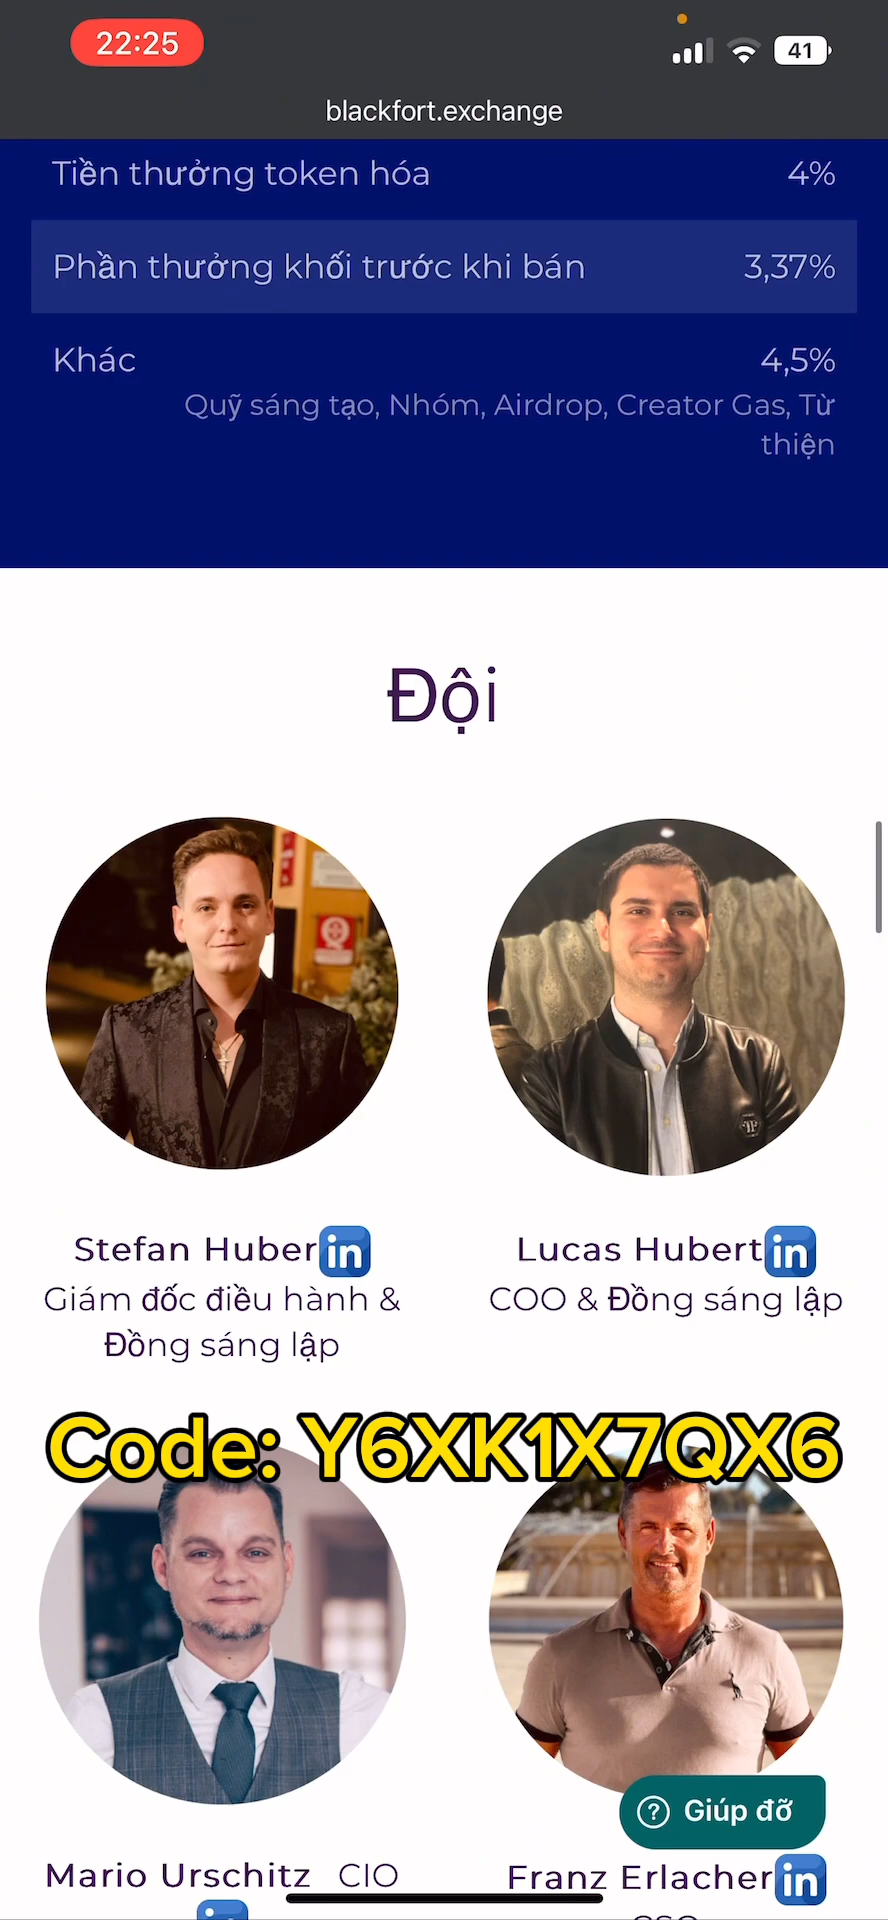 22:25
41
blackfort.exchange
Tiền thưởng token hóa 4%
Phần thưởng khối trước khi bán 3,37%
Khác 4,5%
Quỹ sáng tạo, Nhóm, Airdrop, Creator Gas, Từ
thiện
Đội
Stefan Huber in
Giám đốc điều hành &
Đồng sáng lập
Lucas Hubert in
COO & Đồng sáng lập
Code: Y6XK1X7QX6
Giúp đỡ
Mario Urschitz CIO
Franz Erlacher in